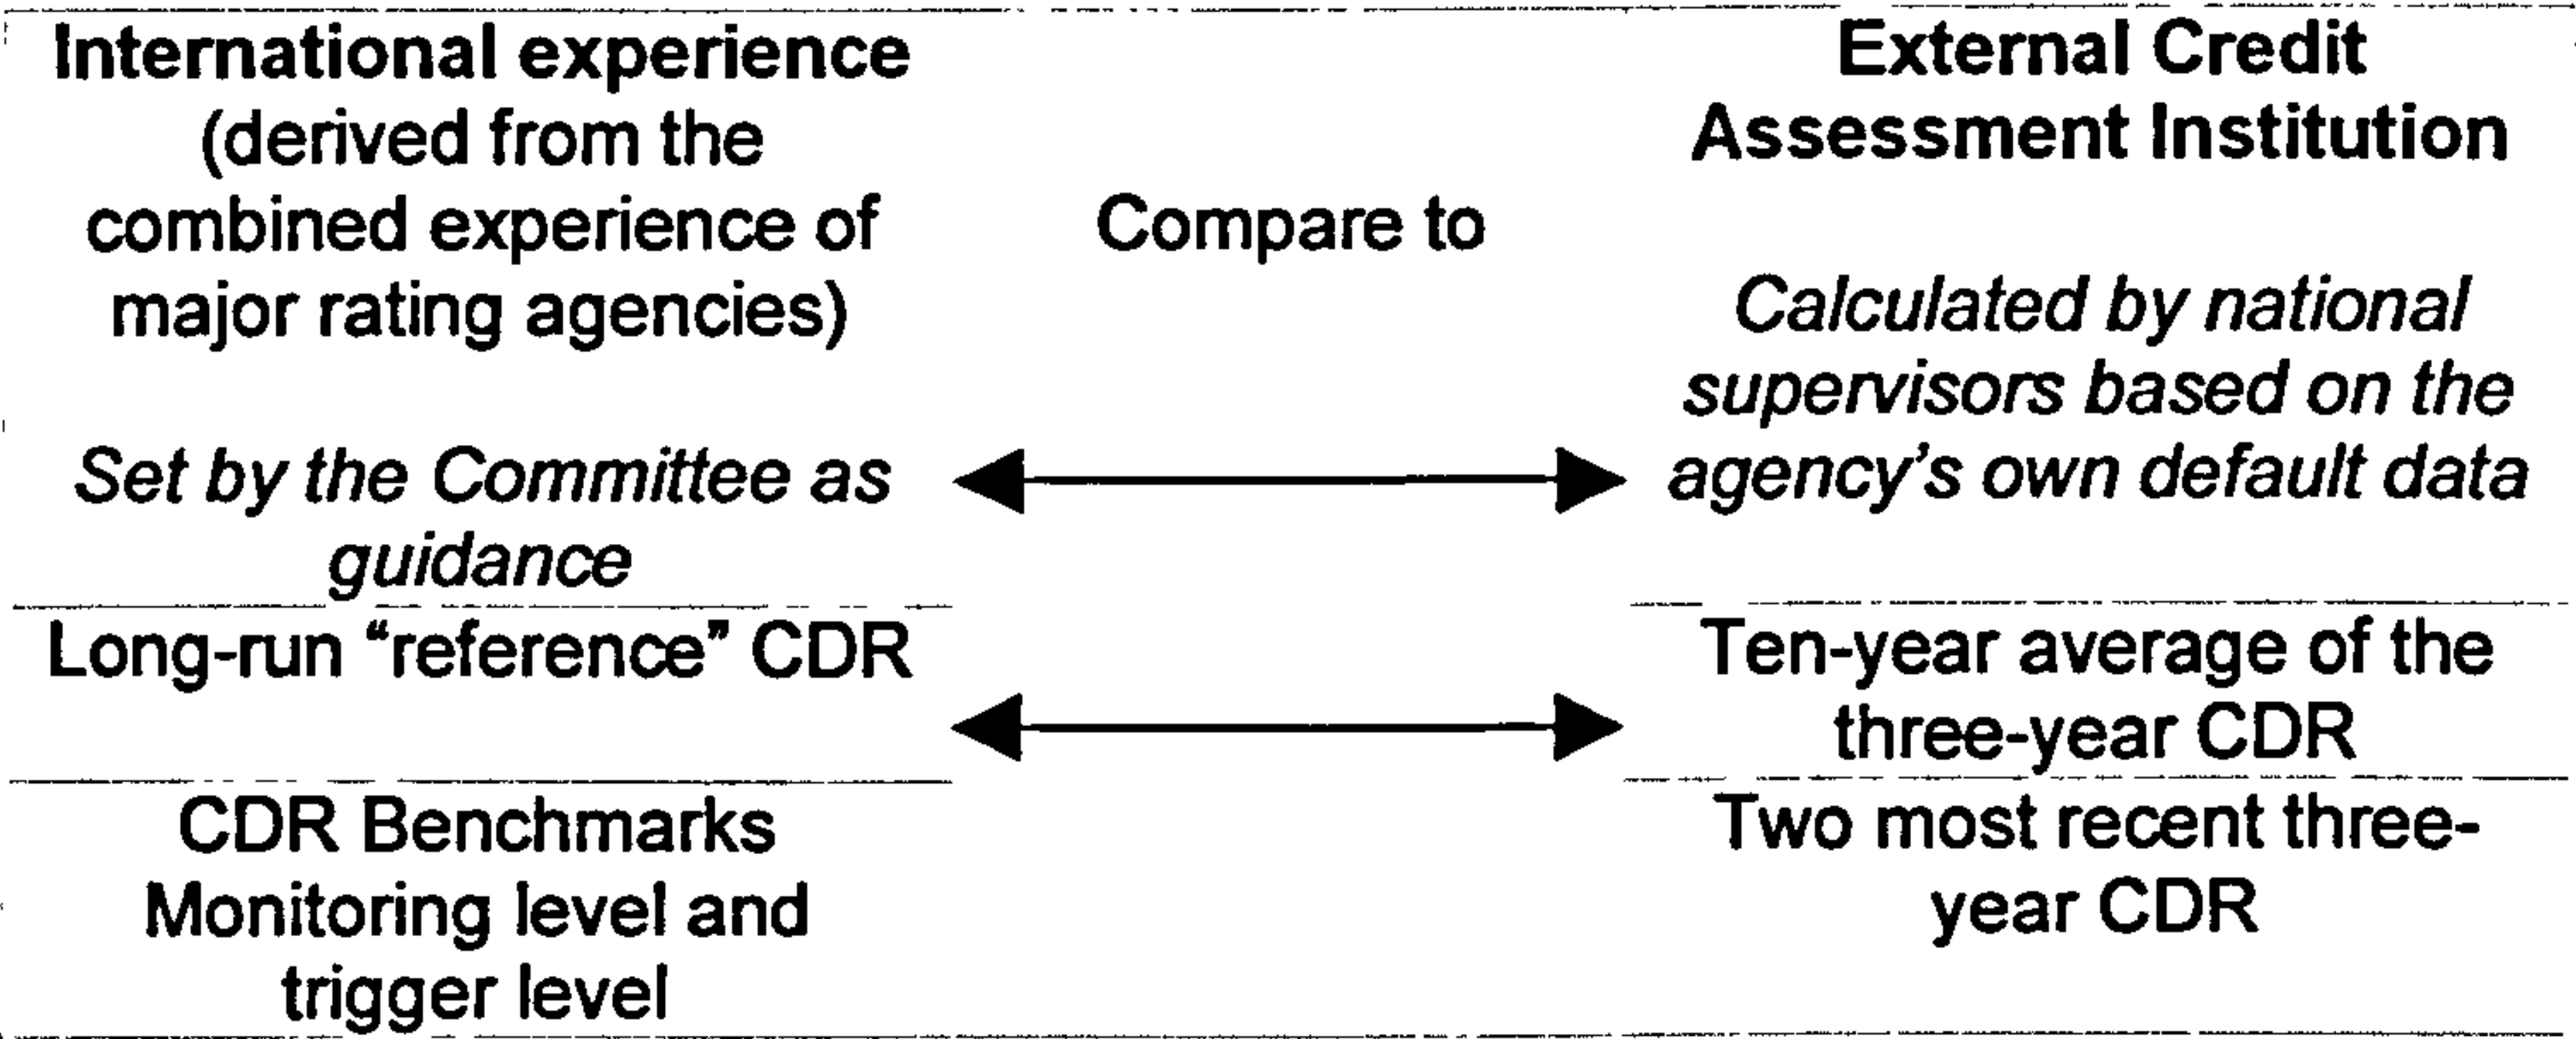 International experience
(derived from the
combined experience of
major rating agencies)
Set by the Committee as
guidance
Compare to
External Credit
Assessment Institution
Calculated by national
supervisors based on the
agency's own default data
Long-run "reference" CDR
Ten-year average of the
three-year CDR
CDR Benchmarks
Monitoring level and
trigger level
Two most recent three-
year CDR